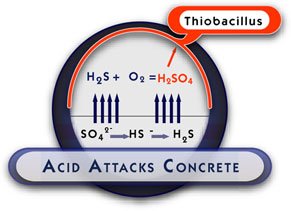 Thiobacillus
H₂S + O₂ = H₂SO₄
SO₄²⁻ → HS⁻ → H₂S
ACID ATTACKS CONCRETE